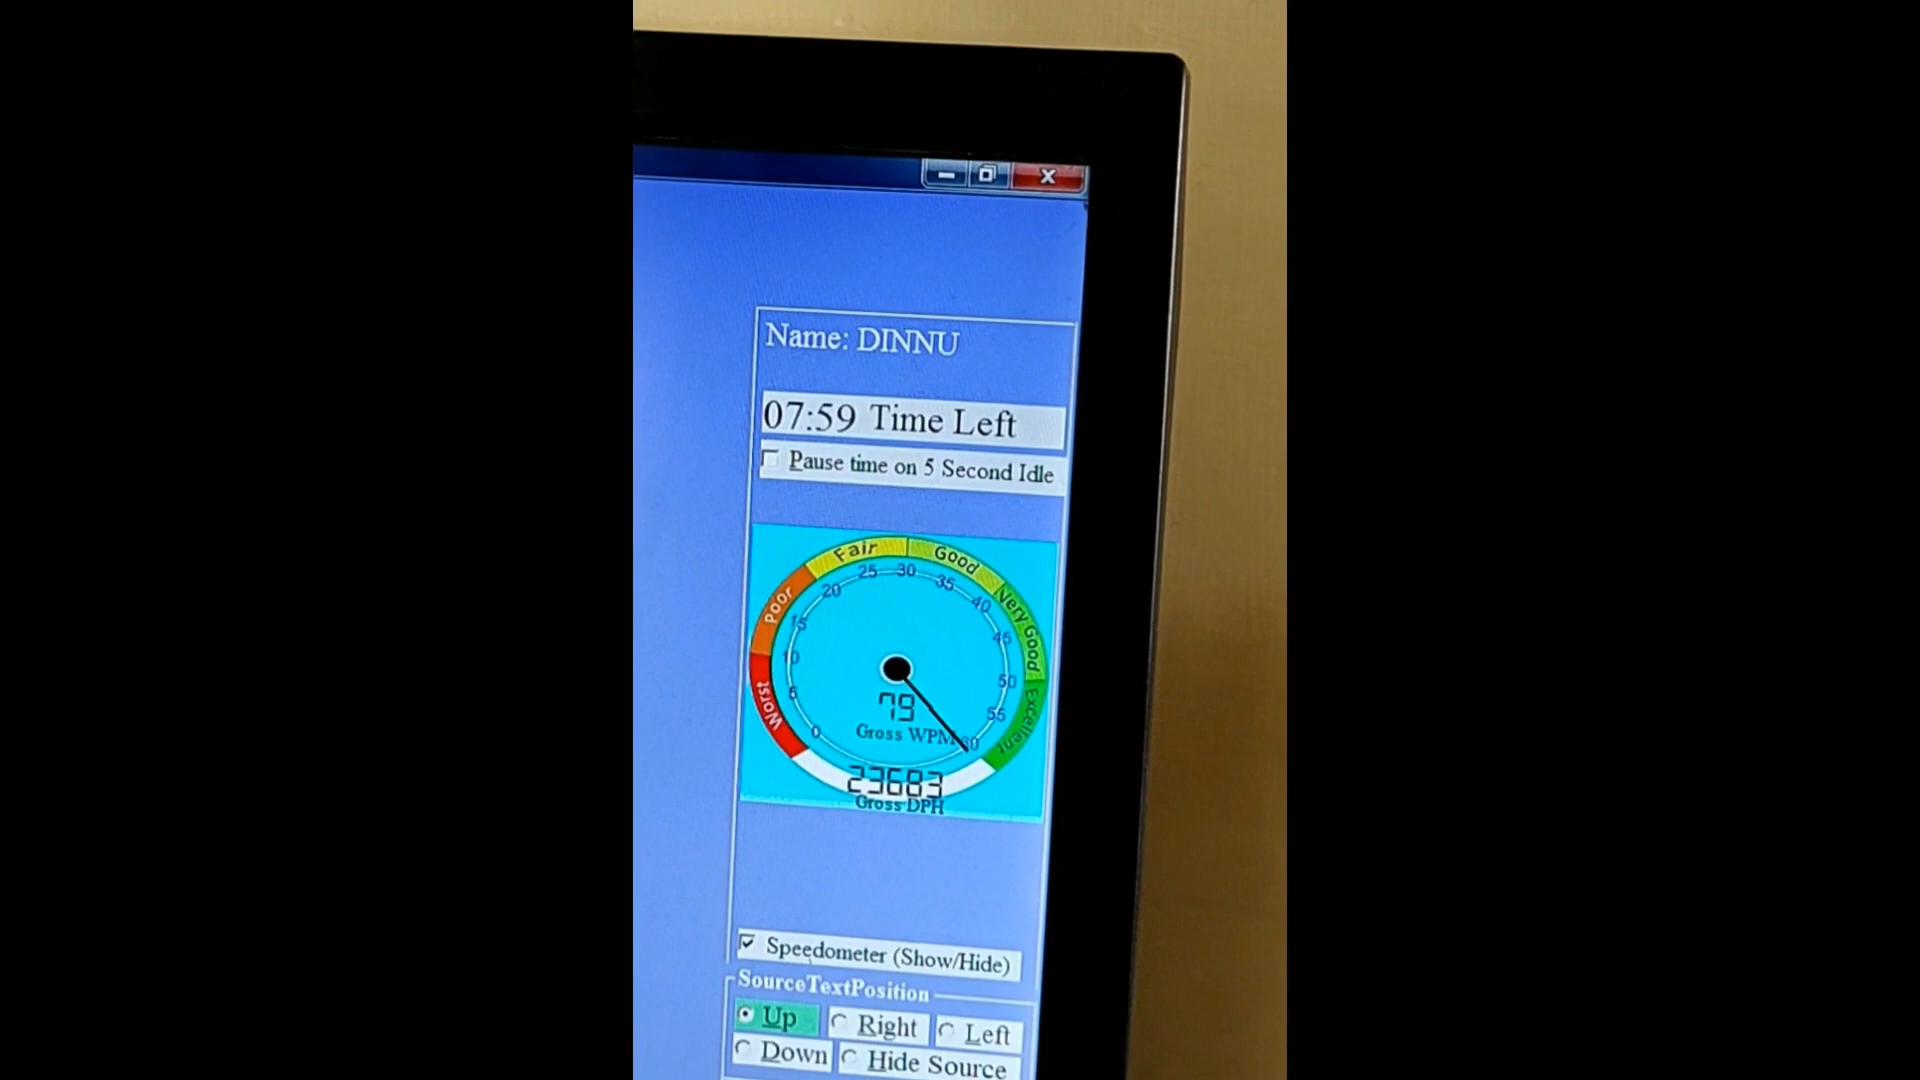 Name: DINNU
07:59 Time Left
Pause time on 5 Second Idle
Worst Poor Fair Good Very Good Excellent
0 5 10 15 20 25 30 35 40 45 50 55 60
79
Gross WPM
23683
Gross DPH
Speedometer (Show/Hide)
SourceTextPosition
Up Right Left
Down Hide Source